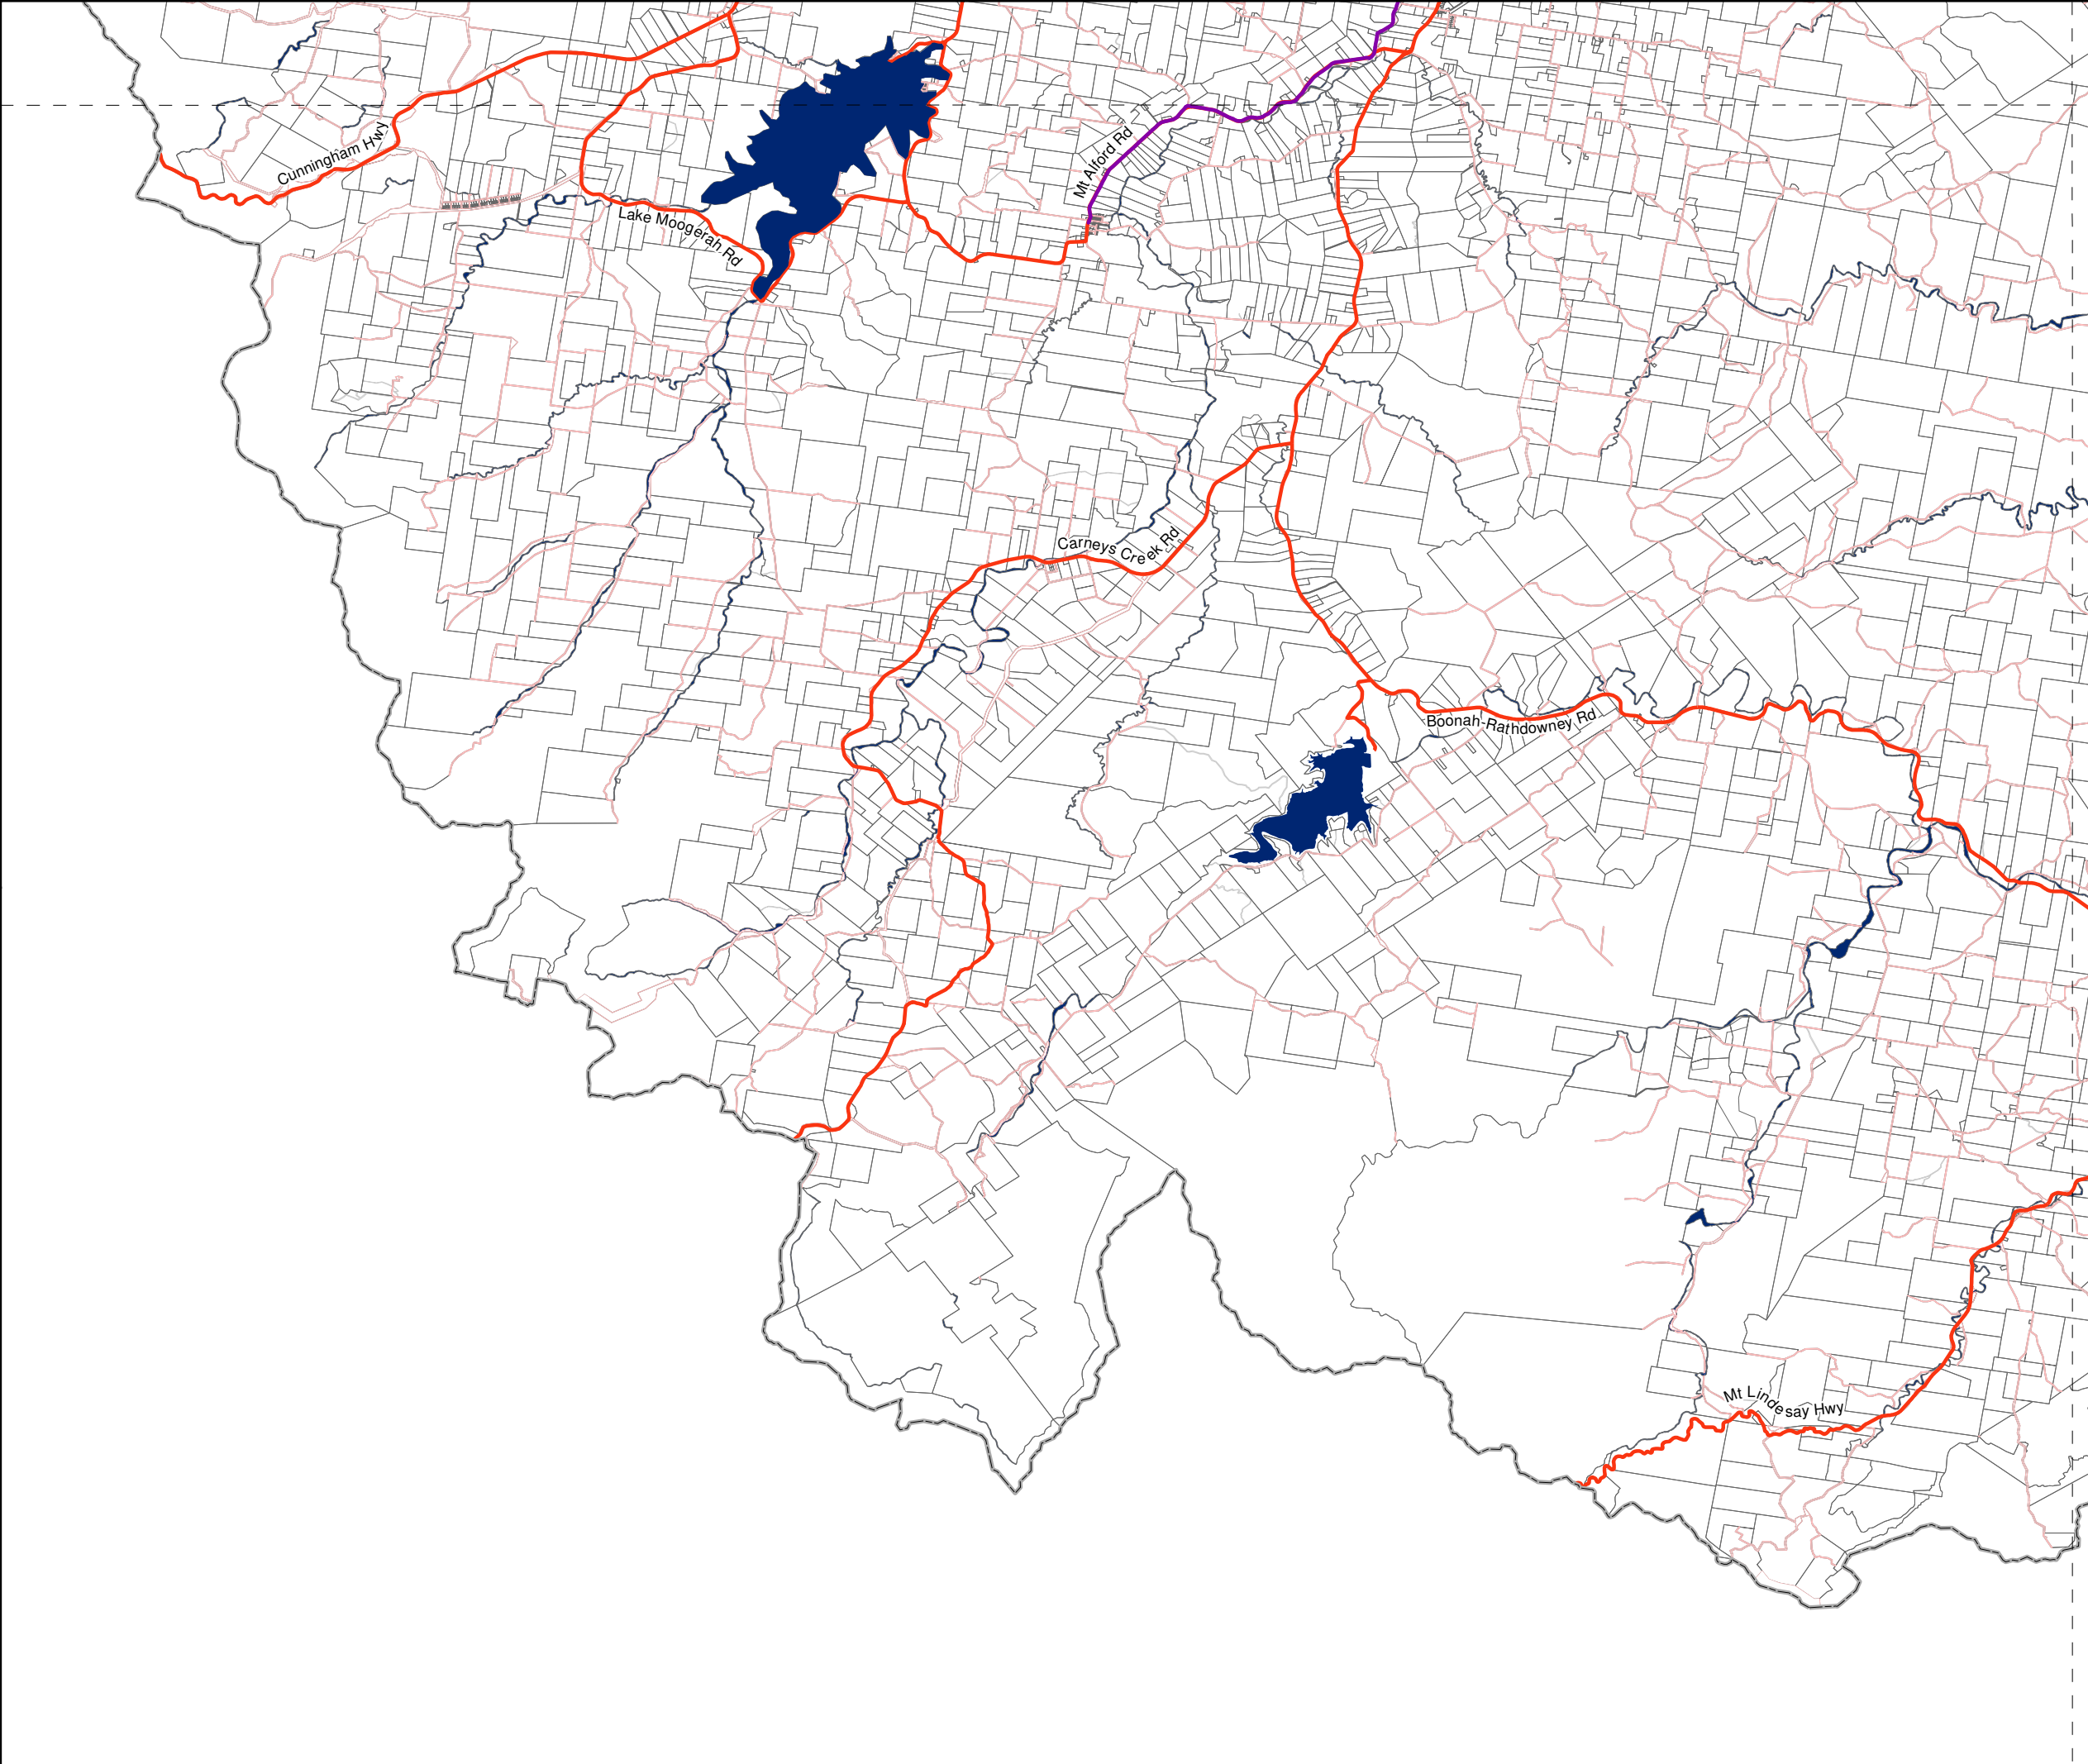 Cunningham Hwy
Mt Alford Rd
Lake Moogerah Rd
Carneys Creek Rd
Boonah-Rathdowney Rd
Mt Lindesay Hwy